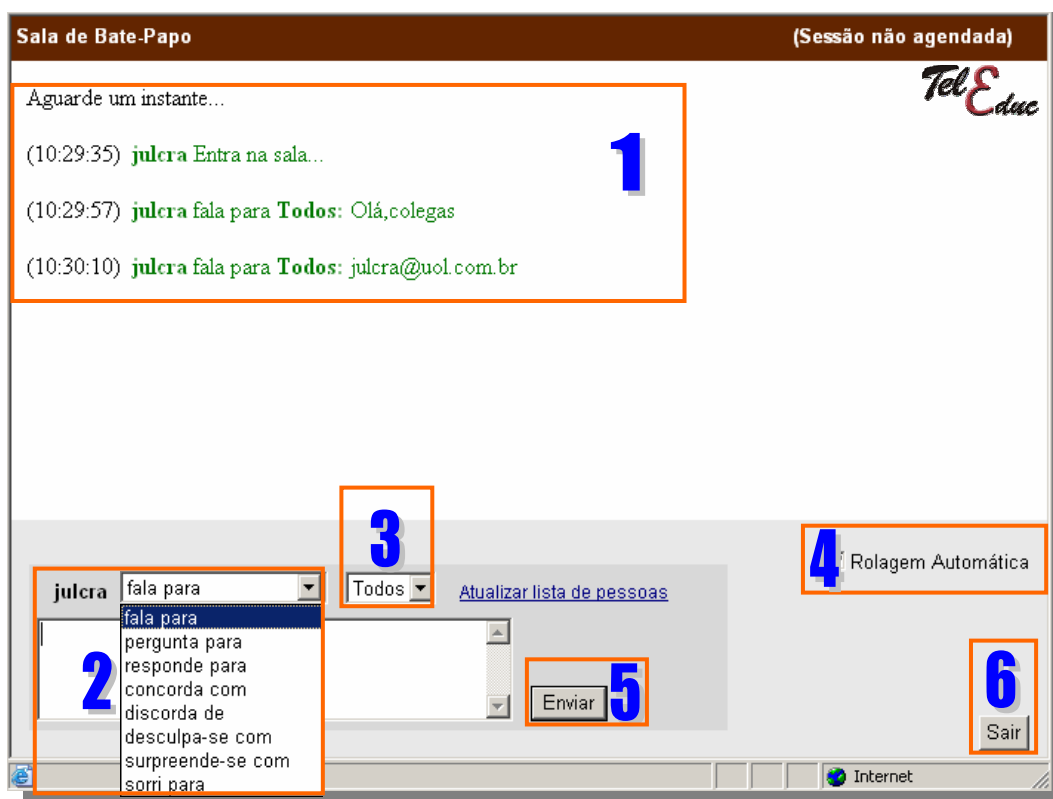 Sala de Bate-Papo (Sessão não agendada)
TelEduc
Aguarde um instante...
1
(10:29:35) julcra Entra na sala...
(10:29:57) julcra fala para Todos: Olá,colegas
(10:30:10) julcra fala para Todos: julcra@uol.com.br
3
4 Rolagem Automática
julcra fala para Todos Atualizar lista de pessoas
fala para
pergunta para
responde para
2
concorda com
discorda de
desculpa-se com
surpreende-se com
sorri para
5
Enviar
6
Sair
Internet